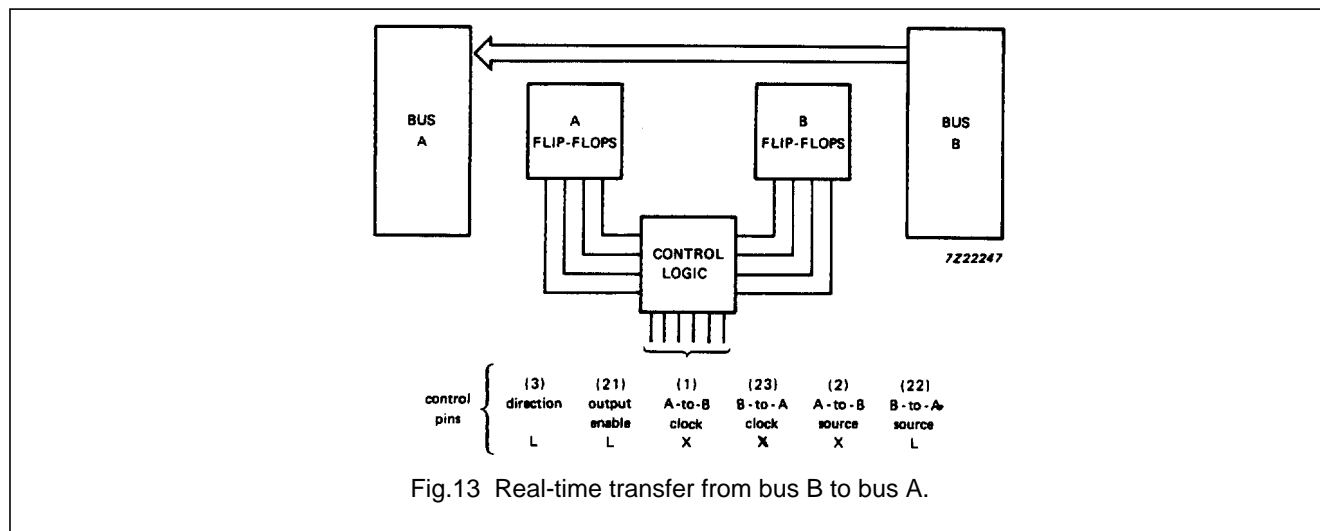 BUS
A
A
FLIP-FLOPS
B
FLIP-FLOPS
BUS
B
CONTROL
LOGIC
7Z22247
control
pins
(3) (21) (1) (23) (2) (22)
direction output A-to-B B-to-A A-to-B B-to-A
enable clock clock source source
L L X X X L
Fig.13 Real-time transfer from bus B to bus A.